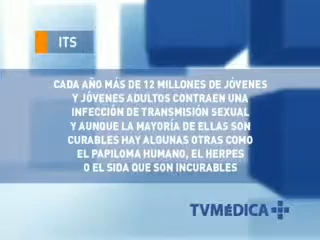 ITS
CADA AÑO MÁS DE 12 MILLONES DE JÓVENES
Y JÓVENES ADULTOS CONTRAEN UNA
INFECCIÓN DE TRANSMISIÓN SEXUAL
Y AUNQUE LA MAYORÍA DE ELLAS SON
CURABLES HAY ALGUNAS OTRAS COMO
EL PAPILOMA HUMANO, EL HERPES
O EL SIDA QUE SON INCURABLES
TVMÉDICA